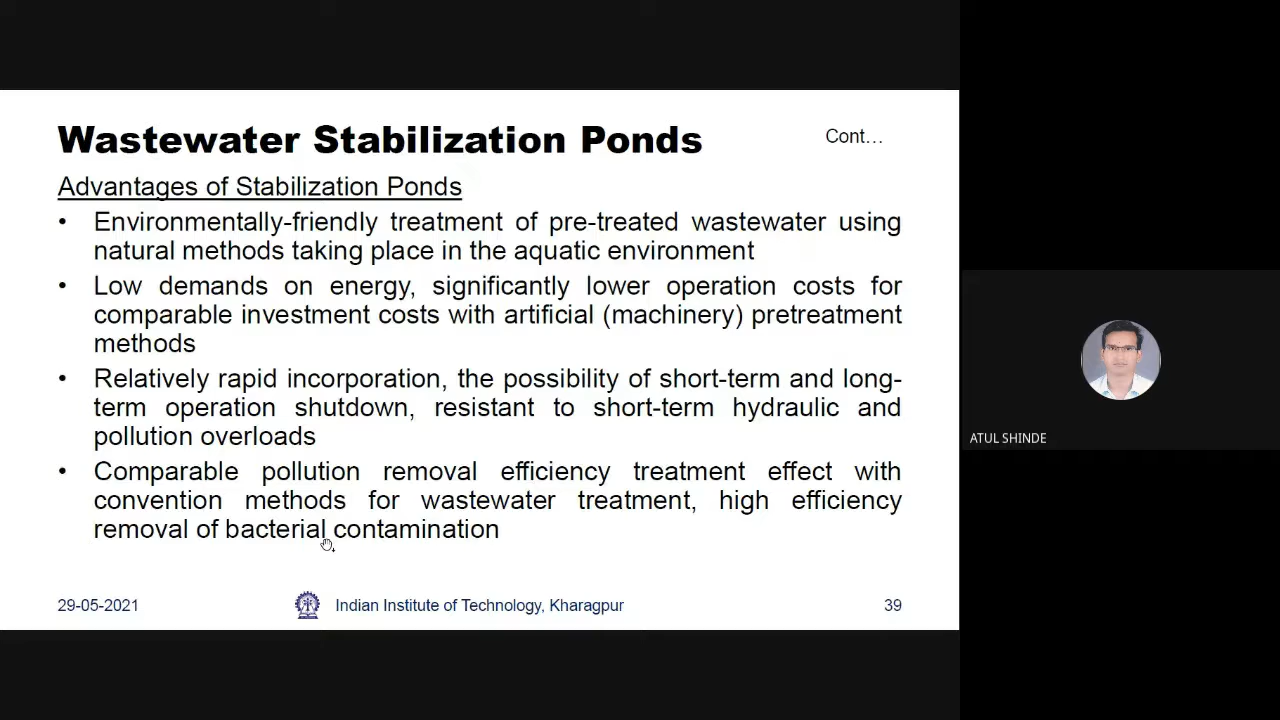 Wastewater Stabilization Ponds
Cont...
Advantages of Stabilization Ponds
• Environmentally-friendly treatment of pre-treated wastewater using
natural methods taking place in the aquatic environment
• Low demands on energy, significantly lower operation costs for
comparable investment costs with artificial (machinery) pretreatment
methods
• Relatively rapid incorporation, the possibility of short-term and long-
term operation shutdown, resistant to short-term hydraulic and
pollution overloads
• Comparable pollution removal efficiency treatment effect with
convention methods for wastewater treatment, high efficiency
removal of bacterial contamination
29-05-2021
Indian Institute of Technology, Kharagpur
39
ATUL SHINDE